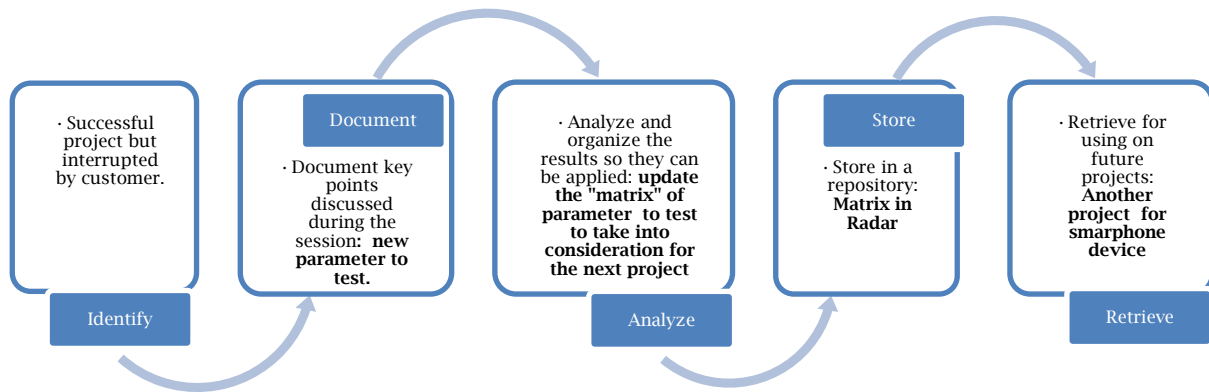 · Successful
project but
interrupted
by customer.
Identify
Document
· Document key
points
discussed
during the
session: new
parameter to
test.
· Analyze and
organize the
results so they can
be applied: update
the "matrix" of
parameter to test
to take into
consideration for
the next project
Analyze
Store
· Store in a
repository:
Matrix in
Radar
· Retrieve for
using on
future
projects:
Another
project for
smarphone
device
Retrieve